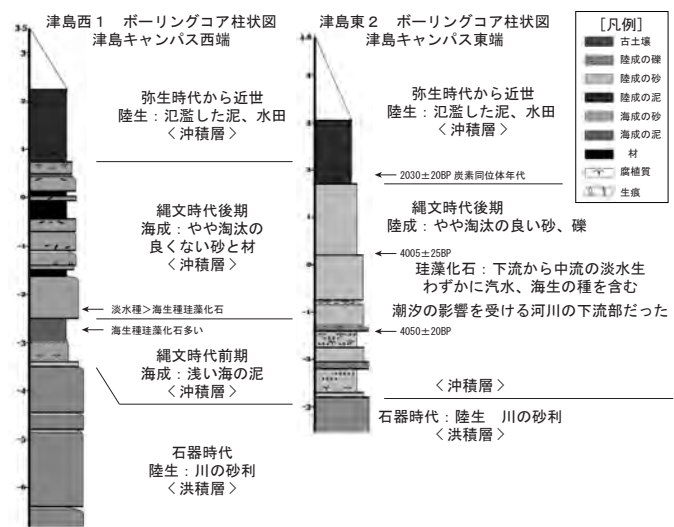 津島西1 ボーリングコア柱状図
津島キャンパス西端
3.5
2
1
0
-1
-2
-3
-4
-5
-6
弥生時代から近世
陸生：氾濫した泥、水田
＜沖積層＞
縄文時代後期
海成：やや淘汰の
良くない砂と材
＜沖積層＞
淡水種＞海生種珪藻化石
海生種珪藻化石多い
縄文時代前期
海成：浅い海の泥
＜沖積層＞
石器時代
陸生：川の砂利
＜洪積層＞
津島東2 ボーリングコア柱状図
津島キャンパス東端
弥生時代から近世
陸生：氾濫した泥、水田
＜沖積層＞
2030±20BP 炭素同位体年代
縄文時代後期
陸成：やや淘汰の良い砂、礫
4005±25BP
珪藻化石：下流から中流の淡水生
わずかに汽水、海生の種を含む
潮汐の影響を受ける河川の下流部だった
4050±20BP
＜沖積層＞
石器時代：陸生 川の砂利
＜洪積層＞
[凡例]
古土壌
陸成の礫
陸成の砂
陸成の泥
海成の砂
海成の泥
材
腐植質
生痕